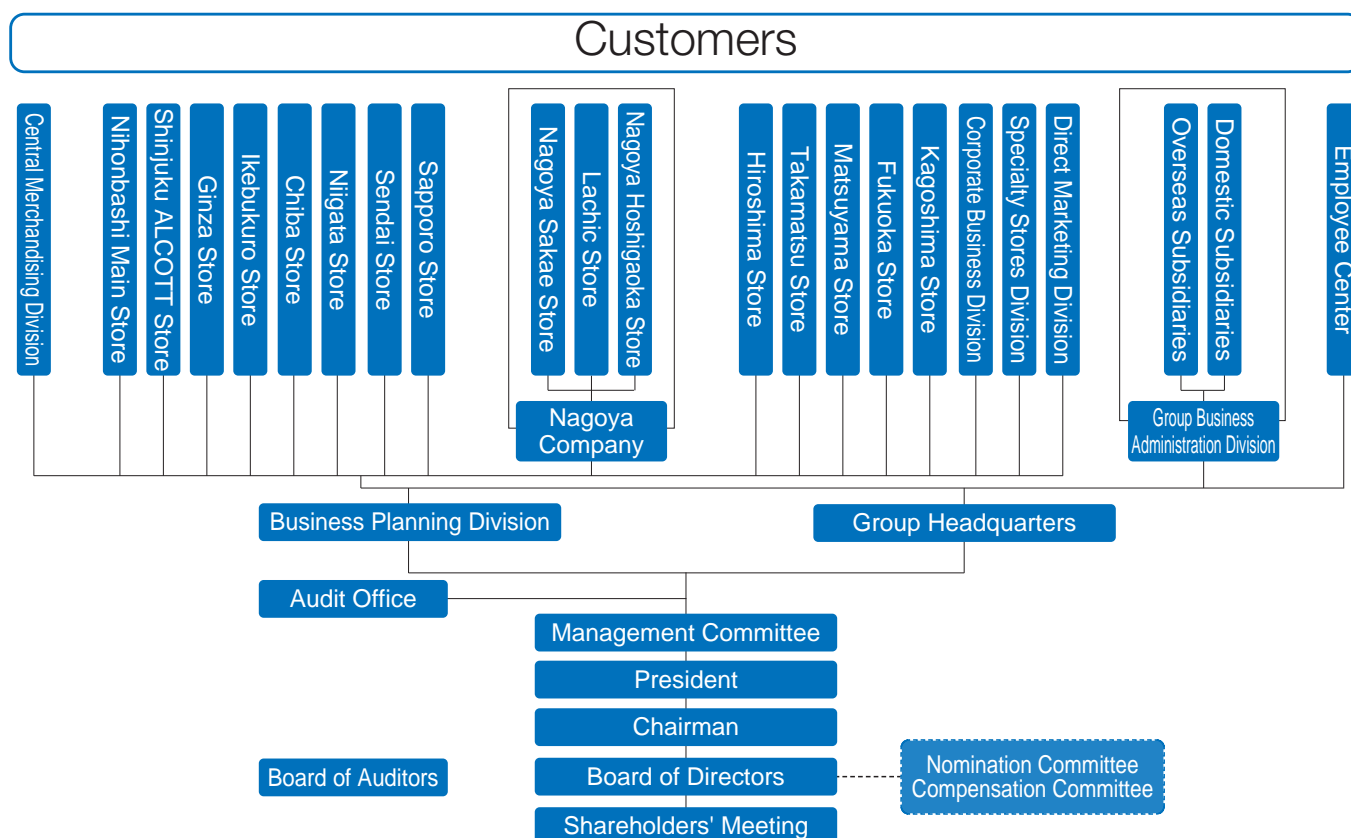 Customers
Central Merchandising Division
Nihonbashi Main Store
Shinjuku ALCOTT Store
Ginza Store
Ikebukuro Store
Chiba Store
Niigata Store
Sendai Store
Sapporo Store
Nagoya Sakae Store
Lachic Store
Nagoya Hoshigaoka Store
Hiroshima Store
Takamatsu Store
Matsuyama Store
Fukuoka Store
Kagoshima Store
Corporate Business Division
Specialty Stores Division
Direct Marketing Division
Overseas Subsidiaries
Domestic Subsidiaries
Employee Center
Nagoya
Company
Group Business
Administration Division
Business Planning Division
Group Headquarters
Audit Office
Management Committee
President
Chairman
Board of Auditors
Board of Directors
Nomination Committee
Compensation Committee
Shareholders' Meeting